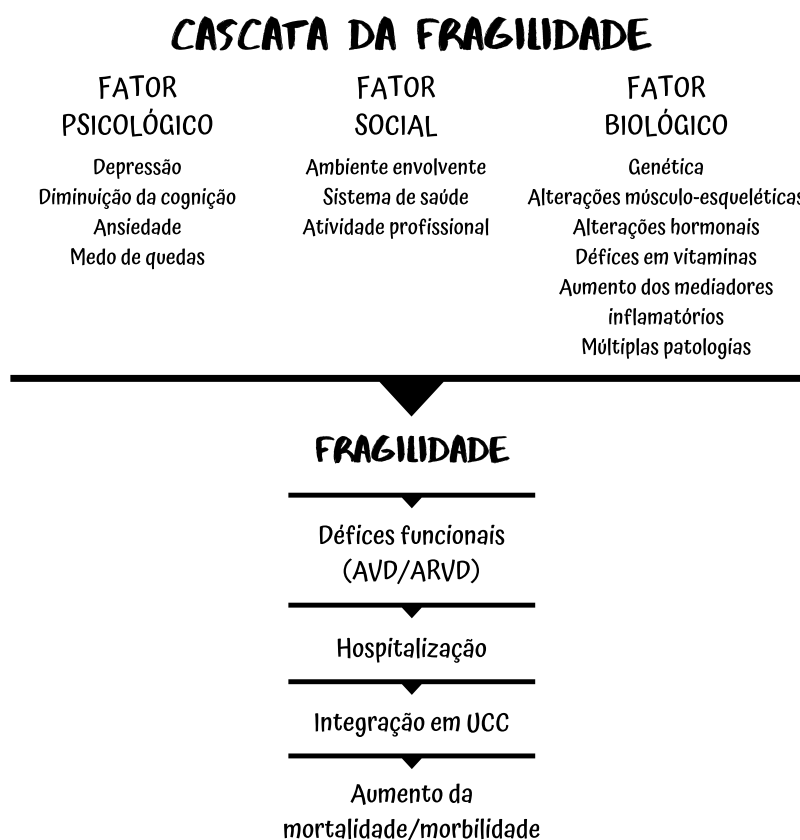 CASCATA DA FRAGILIDADE
FATOR
PSICOLÓGICO
Depressão
Diminuição da cognição
Ansiedade
Medo de quedas
FATOR
SOCIAL
Ambiente envolvente
Sistema de saúde
Atividade profissional
FATOR
BIOLÓGICO
Genética
Alterações músculo-esqueléticas
Alterações hormonais
Défices em vitaminas
Aumento dos mediadores
inflamatórios
Múltiplas patologias
FRAGILIDADE
Défices funcionais
(AVD/ARVD)
Hospitalização
Integração em UCC
Aumento da
mortalidade/morbilidade